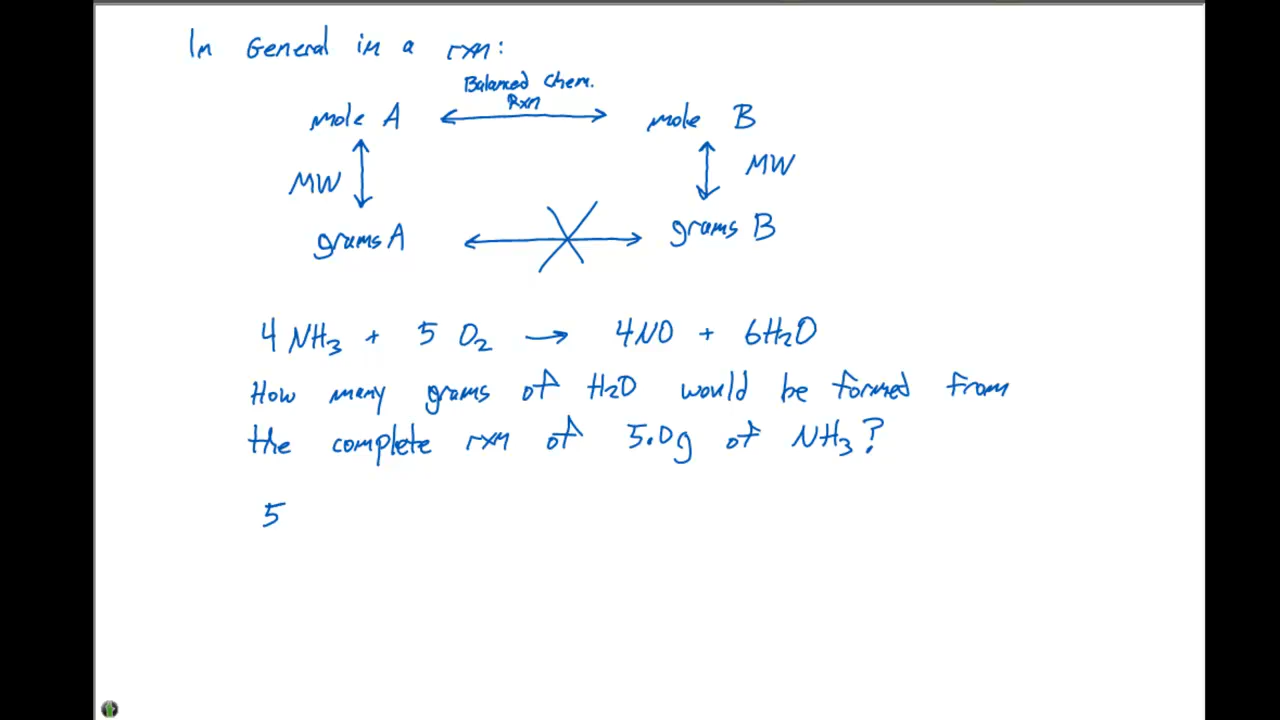 In General in a rxn:
Balanced Chem.
Rxn
mole A ⟷ mole B
MW MW
grams A grams B
4 NH₃ + 5 O₂ → 4NO + 6H₂O
How many grams of H₂O would be formed from
the complete rxn of 5.0g of NH₃?
5